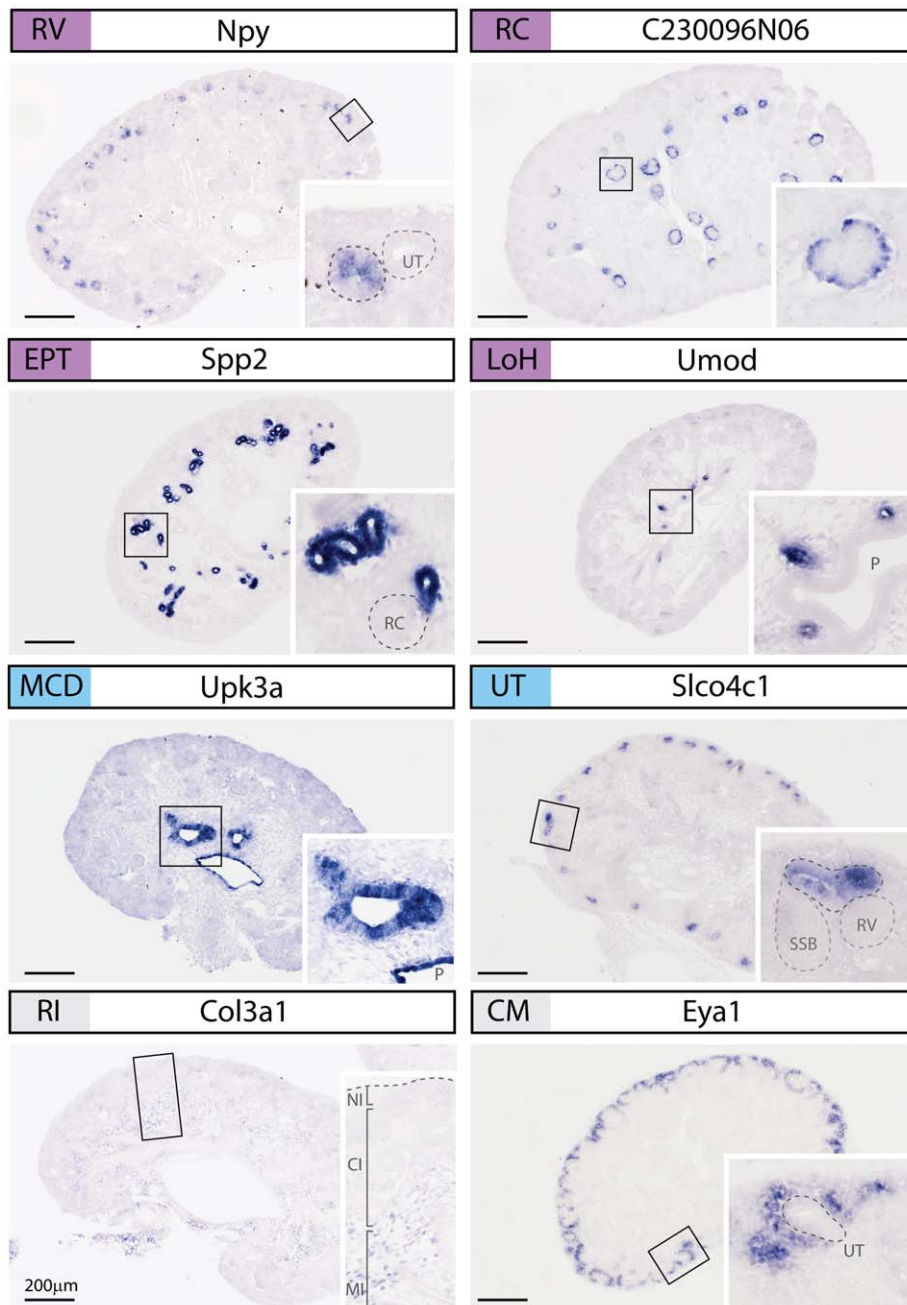 RV Npy
RC C230096N06
UT
EPT Spp2
LoH Umod
RC
P
MCD Upk3a
UT Slco4c1
P
SSB
RV
RI Col3a1
CM Eya1
NI
CI
MI
UT
200µm